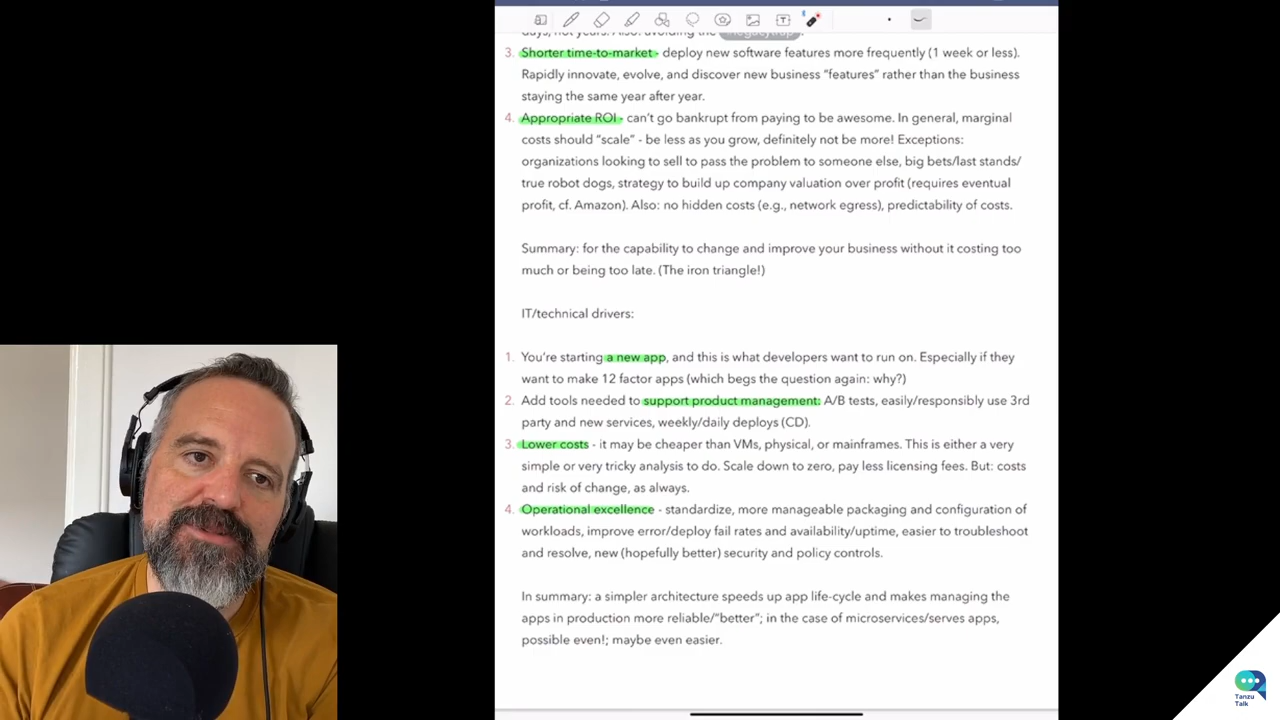 days, not years. Also: avoiding the #legacytrap.
3. Shorter time-to-market - deploy new software features more frequently (1 week or less).
Rapidly innovate, evolve, and discover new business “features” rather than the business
staying the same year after year.
4. Appropriate ROI - can’t go bankrupt from paying to be awesome. In general, marginal
costs should “scale” - be less as you grow, definitely not be more! Exceptions:
organizations looking to sell to pass the problem to someone else, big bets/last stands/
true robot dogs, strategy to build up company valuation over profit (requires eventual
profit, cf. Amazon). Also: no hidden costs (e.g., network egress), predictability of costs.
Summary: for the capability to change and improve your business without it costing too
much or being too late. (The iron triangle!)
IT/technical drivers:
1. You’re starting a new app, and this is what developers want to run on. Especially if they
want to make 12 factor apps (which begs the question again: why?)
2. Add tools needed to support product management: A/B tests, easily/responsibly use 3rd
party and new services, weekly/daily deploys (CD).
3. Lower costs - it may be cheaper than VMs, physical, or mainframes. This is either a very
simple or very tricky analysis to do. Scale down to zero, pay less licensing fees. But: costs
and risk of change, as always.
4. Operational excellence - standardize, more manageable packaging and configuration of
workloads, improve error/deploy fail rates and availability/uptime, easier to troubleshoot
and resolve, new (hopefully better) security and policy controls.
In summary: a simpler architecture speeds up app life-cycle and makes managing the
apps in production more reliable/“better”; in the case of microservices/serves apps,
possible even!; maybe even easier.
Tanzu
Talk